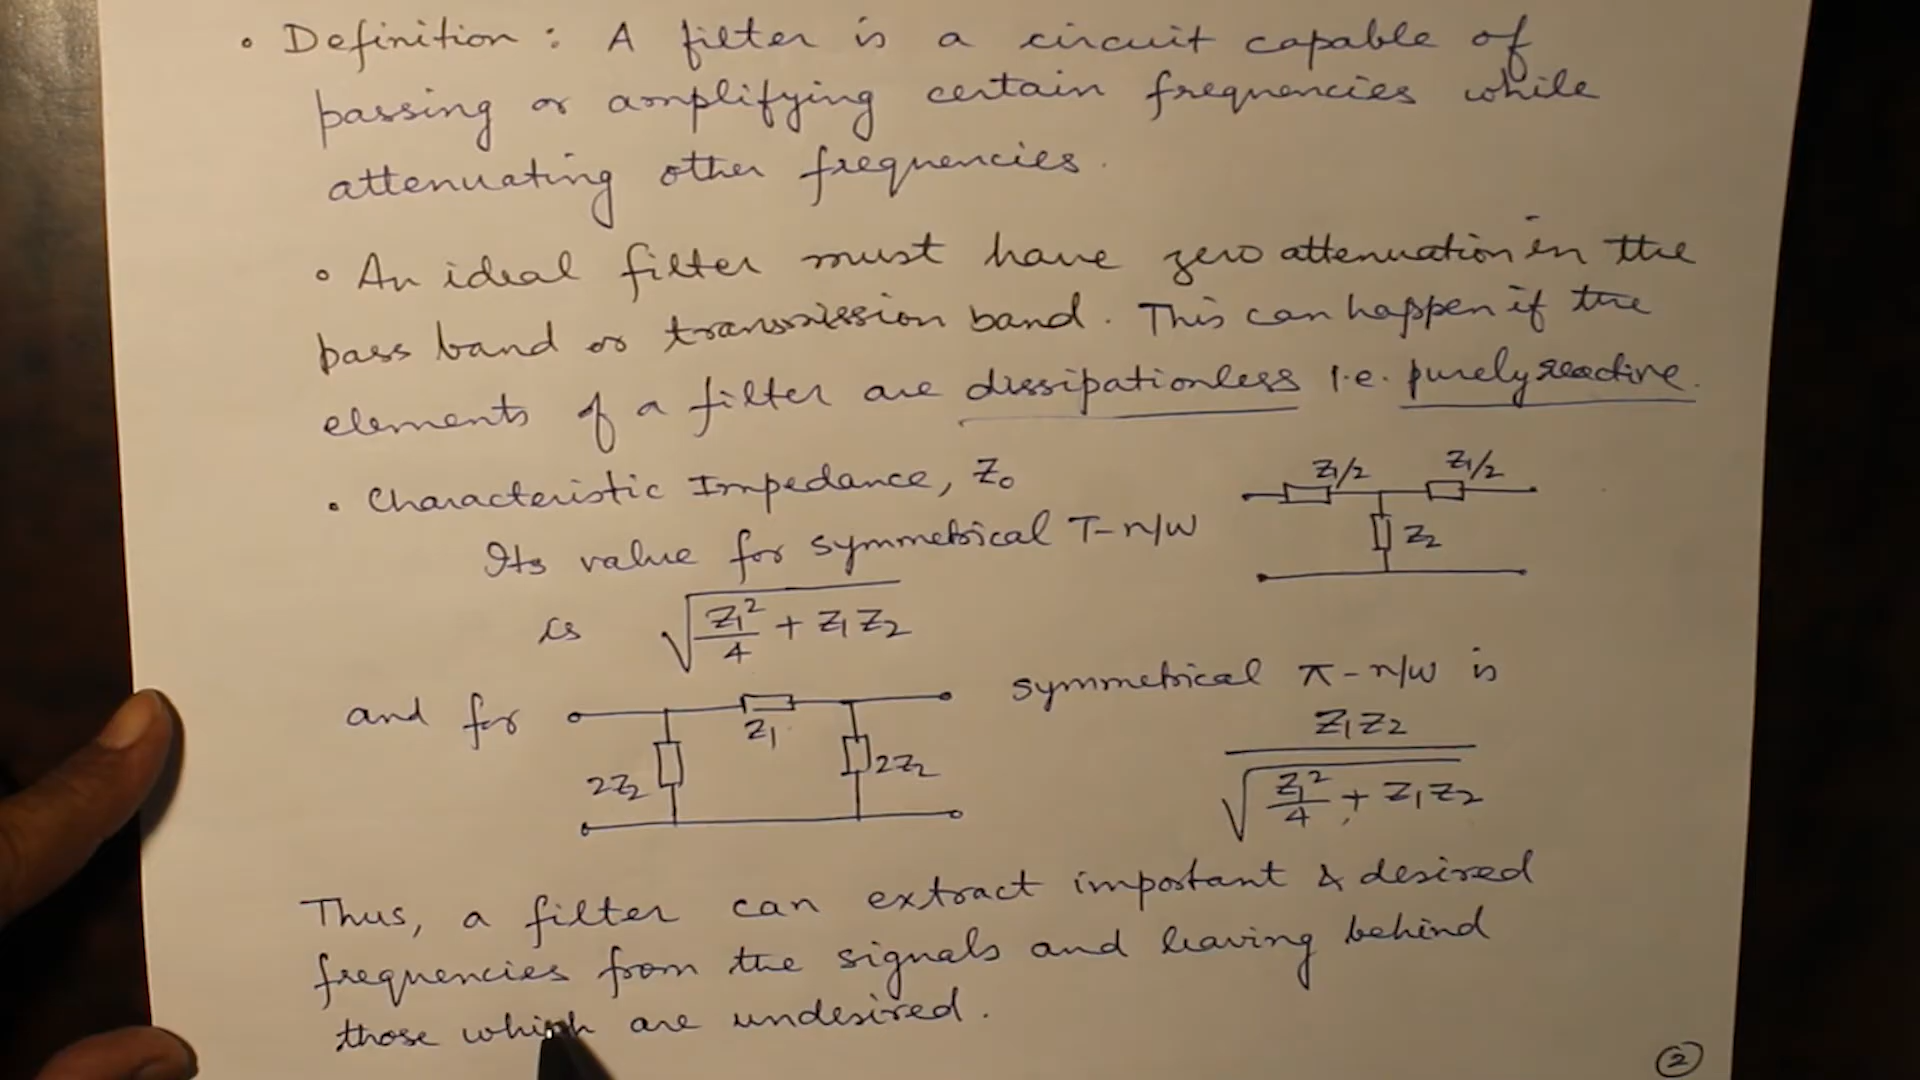 • Definition : A filter is a circuit capable of
passing or amplifying certain frequencies while
attenuating other frequencies.
• An ideal filter must have zero attenuation in the
pass band or transmission band. This can happen if the
elements of a filter are dissipationless i.e. purely reactive.
• Characteristic Impedance, Z₀
Z₁/2 Z₁/2
Its value for symmetrical T-n/w
Z₂
is √(Z₁²/4 + Z₁Z₂)
and for
Z₁
2Z₂ 2Z₂
symmetrical π-n/w is
Z₁Z₂ / √(Z₁²/4 + Z₁Z₂)
Thus, a filter can extract important & desired
frequencies from the signals and leaving behind
those which are undesired.
2